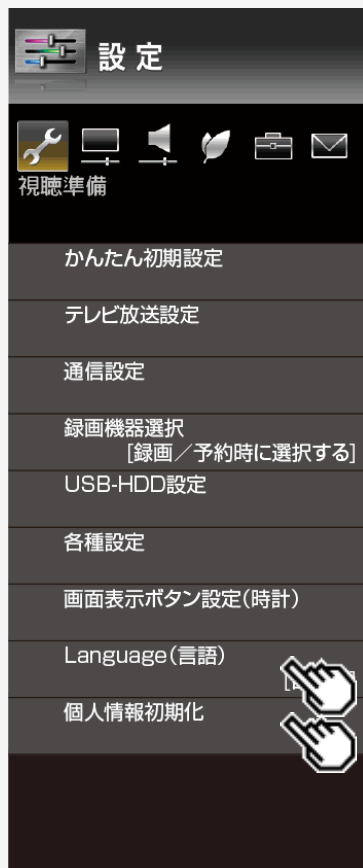 設定
視聴準備
かんたん初期設定
テレビ放送設定
通信設定
録画機器選択
[録画／予約時に選択する]
USB-HDD設定
各種設定
画面表示ボタン設定(時計)
Language(言語)
個人情報初期化